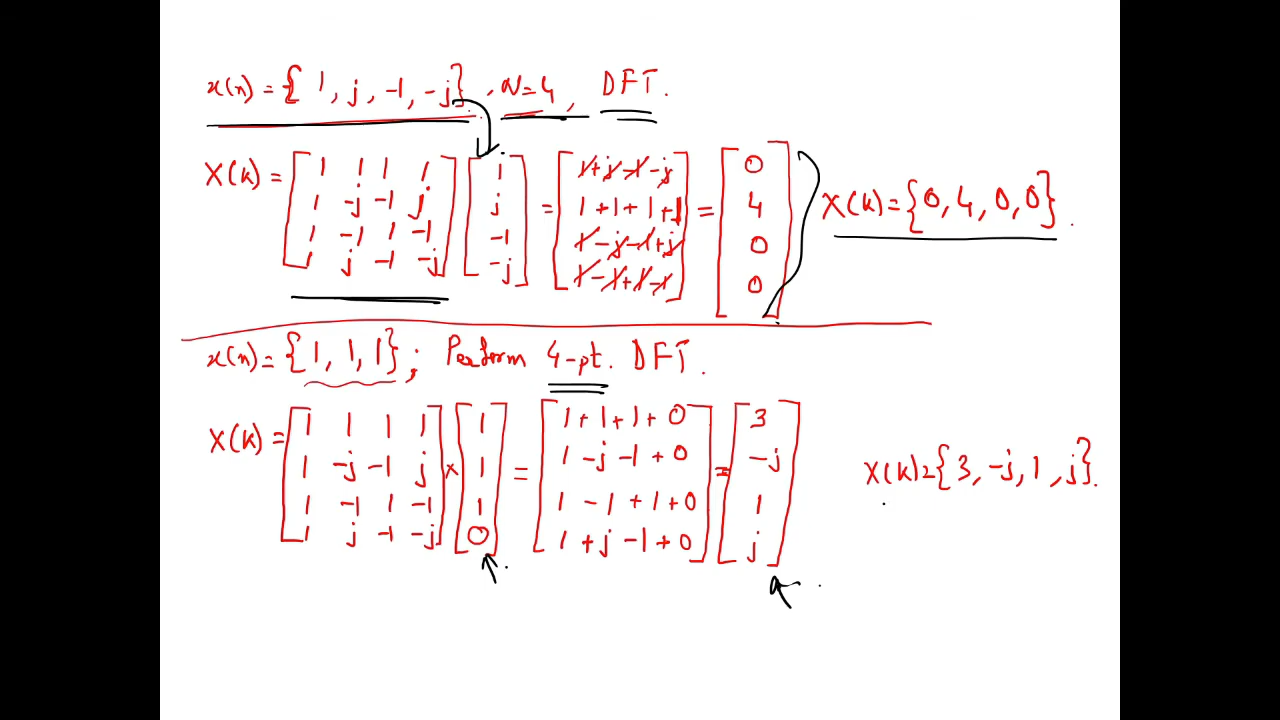 x(n) = { 1, j, -1, -j }, N=4, DFT.
X(k) = [1 1 1 1; 1 -j -1 j; 1 -1 1 -1; 1 j -1 -j] [1; j; -1; -j] = [1+j-1-j; 1+1+1+1; 1-j-1+j; 1-1+1-1] = [0; 4; 0; 0] X(k) = {0, 4, 0, 0}.
x(n) = {1, 1, 1}; Perform 4-pt. DFT.
X(k) = [1 1 1 1; 1 -j -1 j; 1 -1 1 -1; 1 j -1 -j] × [1; 1; 1; 0] = [1+1+1+0; 1-j-1+0; 1-1+1+0; 1+j-1+0] = [3; -j; 1; j] X(k) = {3, -j, 1, j}.